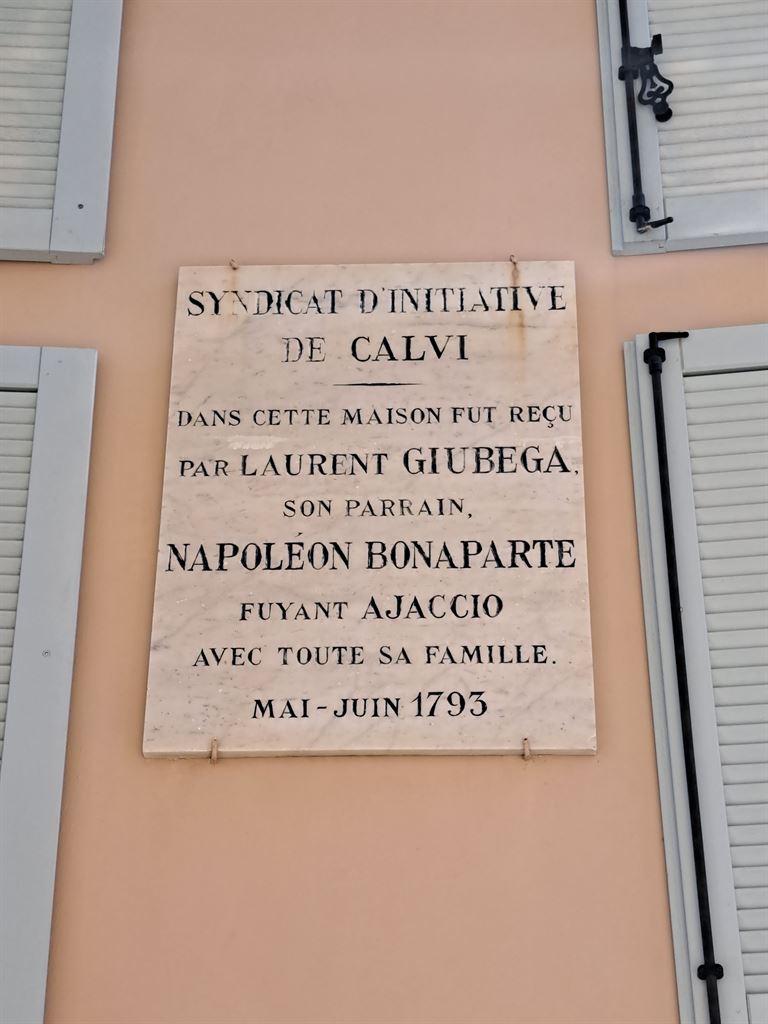 SYNDICAT D'INITIATIVE
DE CALVI
DANS CETTE MAISON FUT REÇU
PAR LAURENT GIUBEGA,
SON PARRAIN,
NAPOLÉON BONAPARTE
FUYANT AJACCIO
AVEC TOUTE SA FAMILLE.
MAI-JUIN 1793